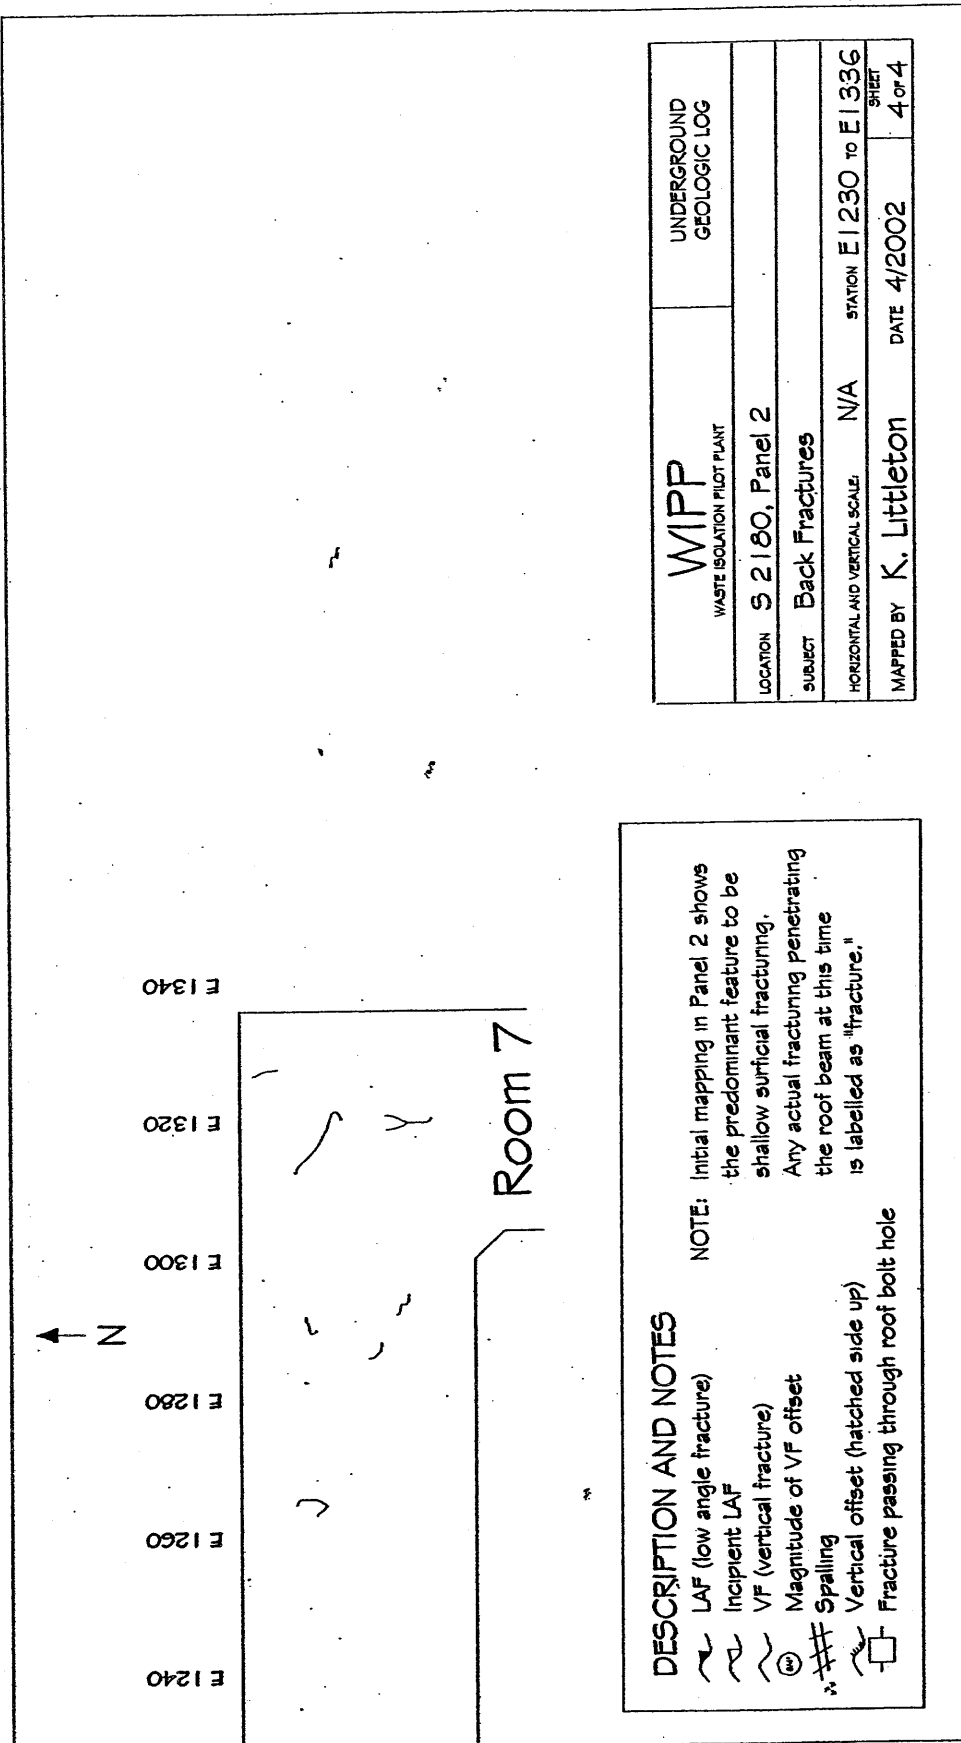 N
E 1240
E 1260
E 1280
E 1300
E 1320
E 1340
Room 7
DESCRIPTION AND NOTES
LAF (low angle fracture)
Incipient LAF
VF (vertical fracture)
Magnitude of VF offset
Spalling
Vertical offset (hatched side up)
Fracture passing through roof bolt hole
NOTE: Initial mapping in Panel 2 shows
the predominant feature to be
shallow surficial fracturing.
Any actual fracturing penetrating
the roof beam at this time
is labelled as "fracture."
WIPP
WASTE ISOLATION PILOT PLANT
UNDERGROUND
GEOLOGIC LOG
LOCATION S 2180, Panel 2
SUBJECT Back Fractures
HORIZONTAL AND VERTICAL SCALE: N/A STATION E1230 TO E1336
MAPPED BY K. Littleton DATE 4/2002 SHEET 4 OF 4